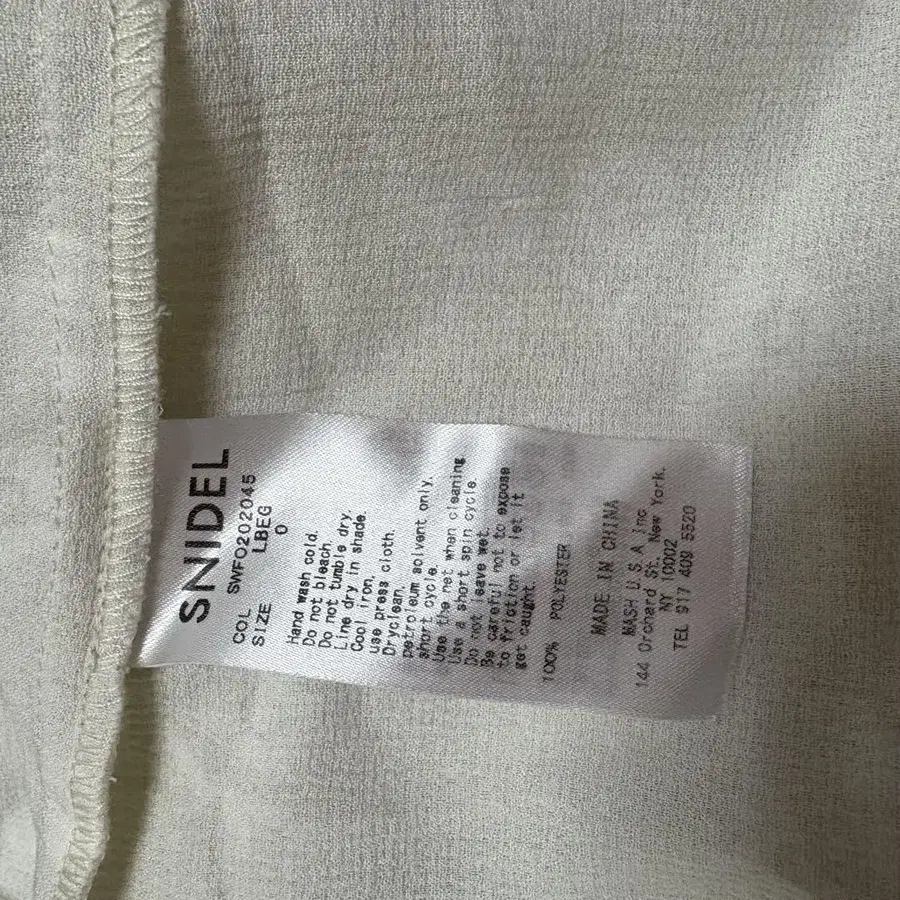 SNIDEL
SWFO202045
COL LBEG
SIZE 0
Hand wash cold.
Do not bleach.
Do not tumble dry.
Line dry in shade.
Cool iron,
use press cloth.
Dryclean,
petroleum solvent only,
short cycle.
Use the net when cleaning
Use a short spin cycle.
Do not leave wet.
Be careful not to expose
to friction or let it
get caught.
100% POLYESTER
MADE IN CHINA
MASH U.S.A inc
144 Orchard St. New York.
NY 10002
TEL 917 409 5520